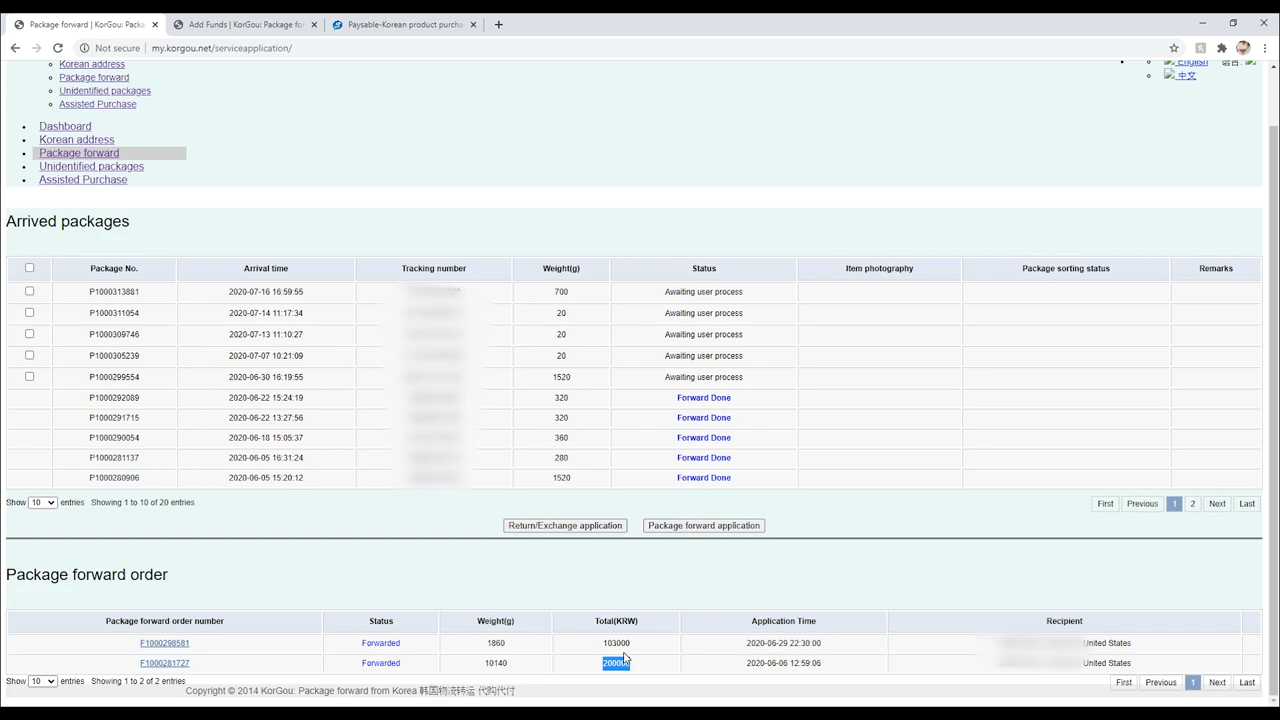 Package forward | KorGou: Packa
Add Funds | KorGou: Package fo
Paysable-Korean product purcha
Not secure my.korgou.net/serviceapplication/
Korean address
Package forward
Unidentified packages
Assisted Purchase
English 语言:
中文
Dashboard
Korean address
Package forward
Unidentified packages
Assisted Purchase
Arrived packages
Package No. Arrival time Tracking number Weight(g) Status Item photography Package sorting status Remarks
P1000313881 2020-07-16 16:59:55 700 Awaiting user process
P1000311054 2020-07-14 11:17:34 20 Awaiting user process
P1000309746 2020-07-13 11:10:27 20 Awaiting user process
P1000305239 2020-07-07 10:21:09 20 Awaiting user process
P1000299554 2020-06-30 16:19:55 1520 Awaiting user process
P1000292089 2020-06-22 15:24:19 320 Forward Done
P1000291715 2020-06-22 13:27:56 320 Forward Done
P1000290054 2020-06-18 15:05:37 360 Forward Done
P1000281137 2020-06-05 16:31:24 280 Forward Done
P1000280906 2020-06-05 15:20:12 1520 Forward Done
Show 10 entries Showing 1 to 10 of 20 entries First Previous 1 2 Next Last
Return/Exchange application Package forward application
Package forward order
Package forward order number Status Weight(g) Total(KRW) Application Time Recipient
F1000298581 Forwarded 1860 103000 2020-06-29 22:30:00 United States
F1000281727 Forwarded 10140 200000 2020-06-06 12:59:06 United States
Show 10 entries Showing 1 to 2 of 2 entries First Previous 1 Next Last
Copyright © 2014 KorGou: Package forward from Korea 韩国物流转运 代购代付